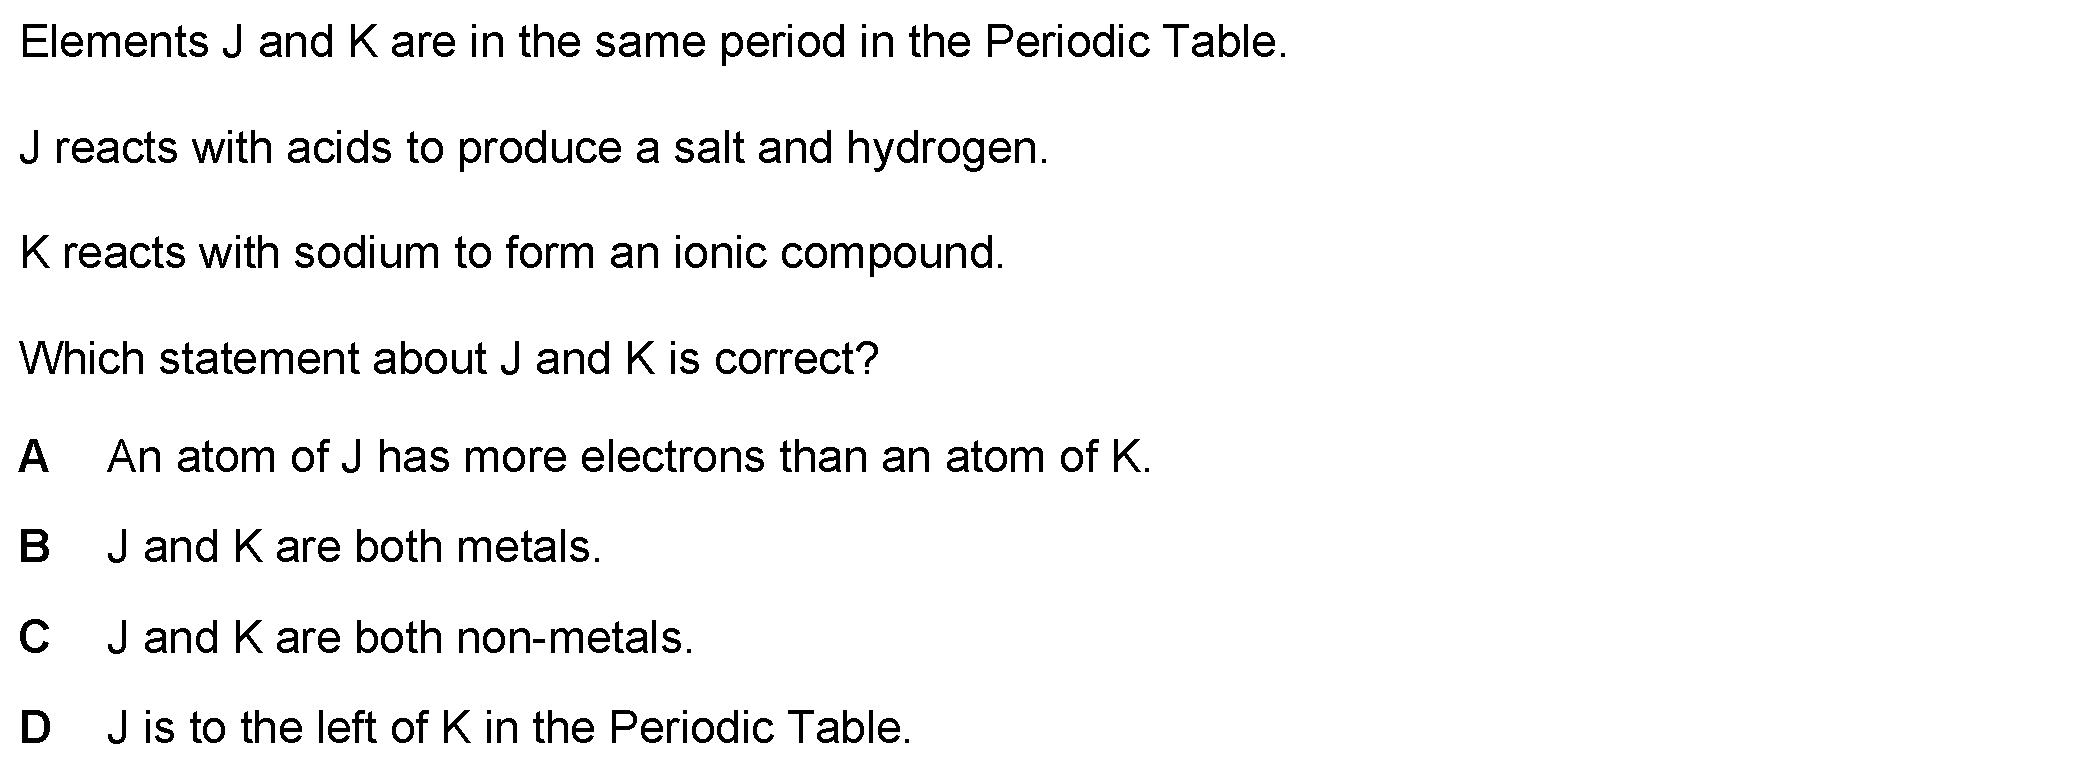 Elements J and K are in the same period in the Periodic Table.
J reacts with acids to produce a salt and hydrogen.
K reacts with sodium to form an ionic compound.
Which statement about J and K is correct?
A An atom of J has more electrons than an atom of K.
B J and K are both metals.
C J and K are both non-metals.
D J is to the left of K in the Periodic Table.